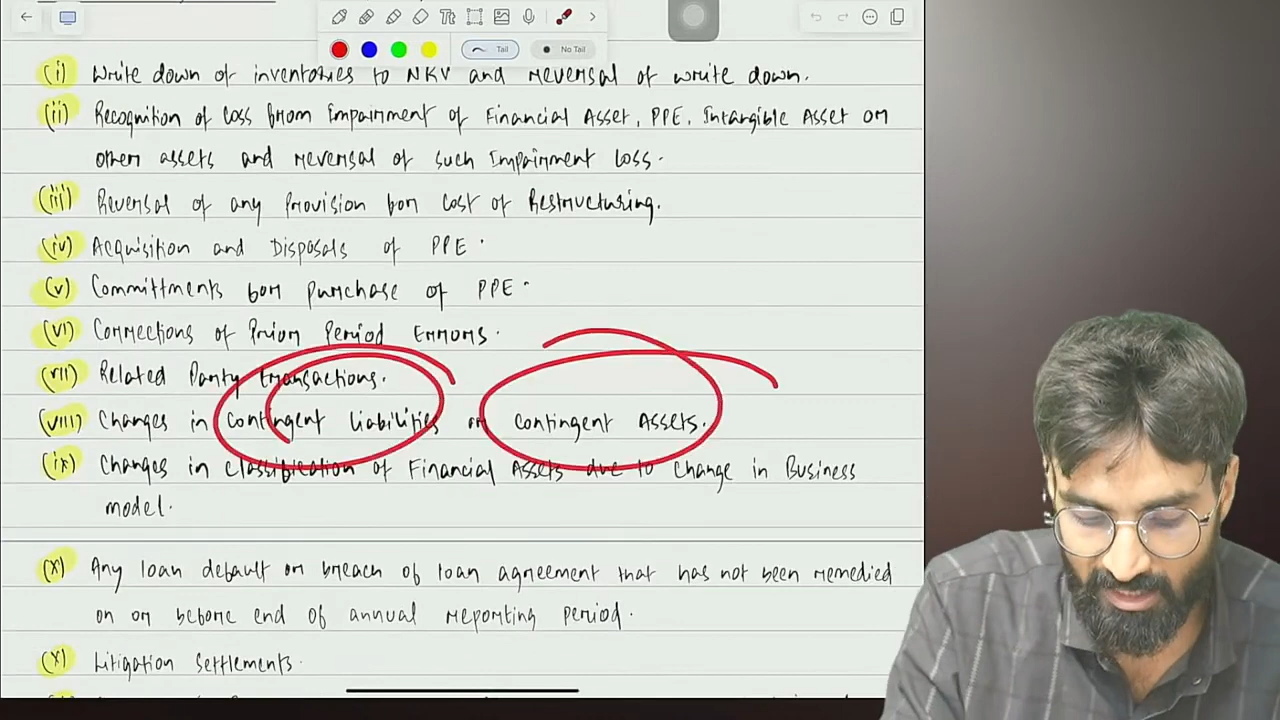 Tt
Tail
No Tail
(i) Write down of inventories to NRV and reversal of write down.
(ii) Recognition of Loss from Impairment of Financial Asset, PPE, Intangible Asset or
other assets and reversal of such Impairment Loss.
(iii) Reversal of any Provision for Cost of Restructuring.
(iv) Acquisition and Disposals of PPE.
(v) Committments for purchase of PPE.
(vi) Corrections of Prior Period Errors.
(vii) Related Party transactions.
(viii) Changes in Contingent Liabilities or Contingent Assets.
(ix) Changes in classification of Financial Assets due to change in Business
model.
(x) Any loan default or breach of loan agreement that has not been remedied
on or before end of annual reporting period.
(x) Litigation Settlements.